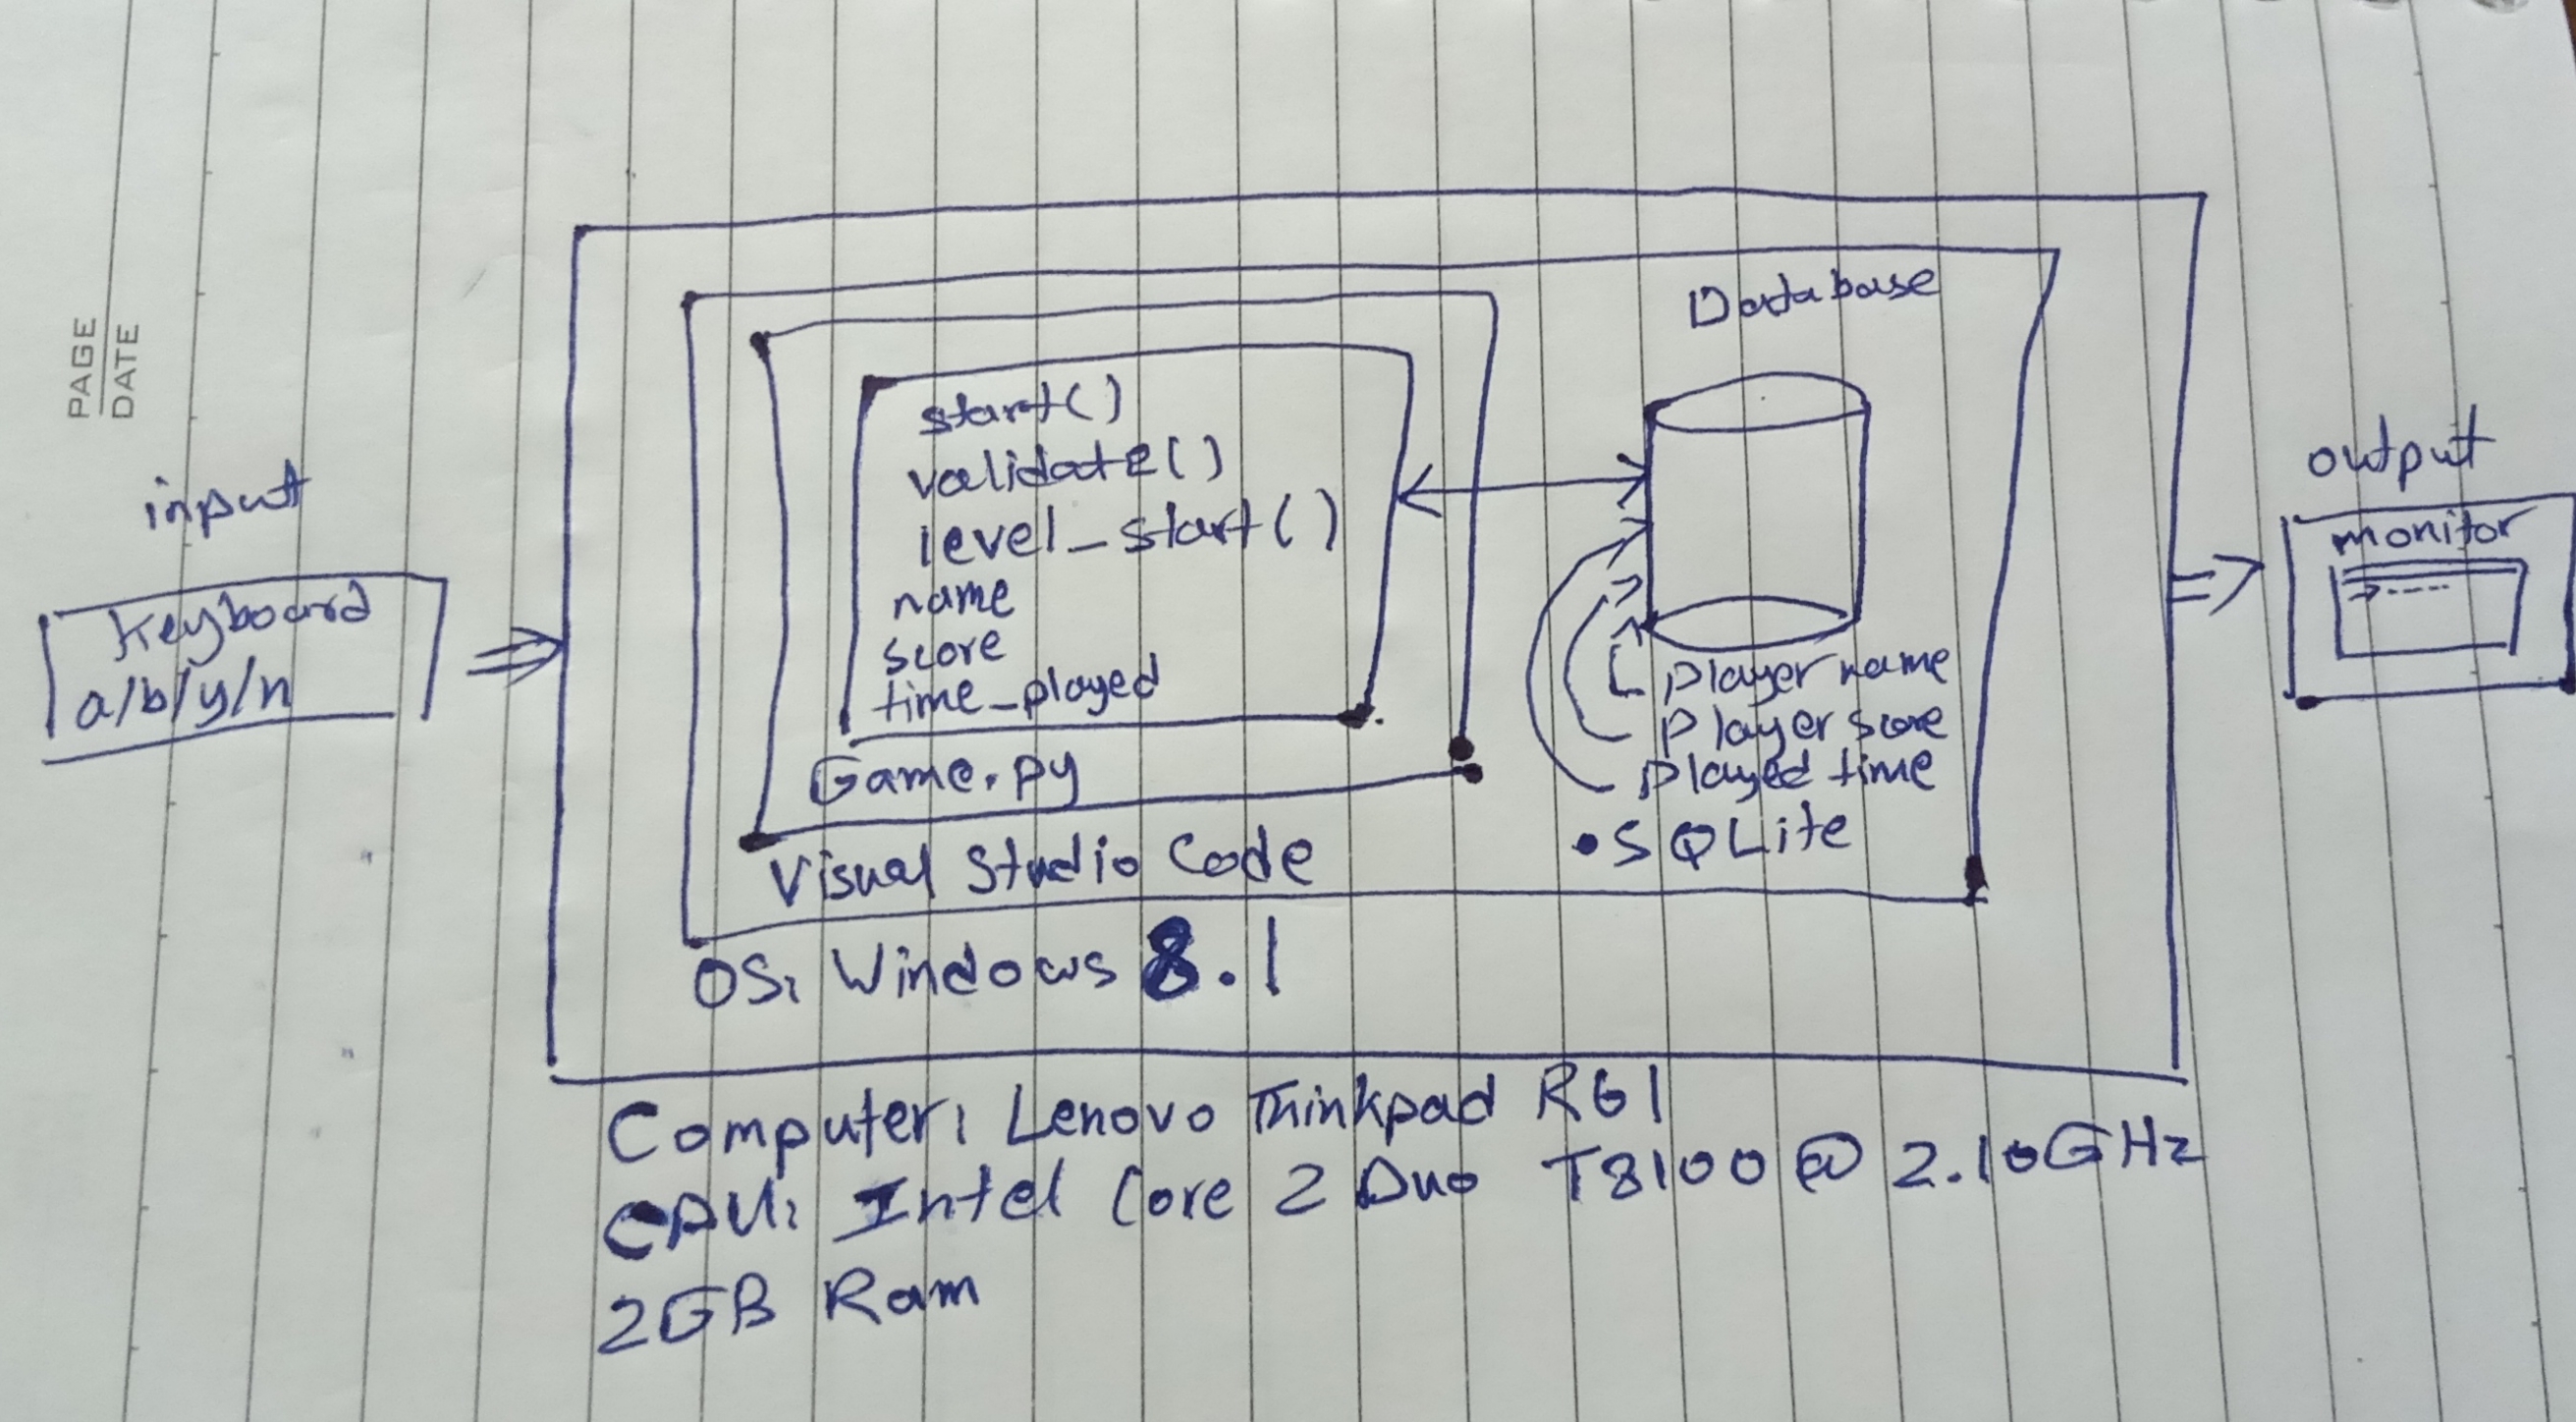 PAGE
DATE
input
Keyboard
a/b/y/n
start()
validate()
level_start()
name
score
time_played
Game.py
Visual Studio Code
Database
player name
player score
played time
•SQLite
OS: Windows 8.1
Computer: Lenovo Thinkpad R61
CPU: Intel Core 2 Duo T8100 @ 2.10GHz
2GB Ram
output
monitor